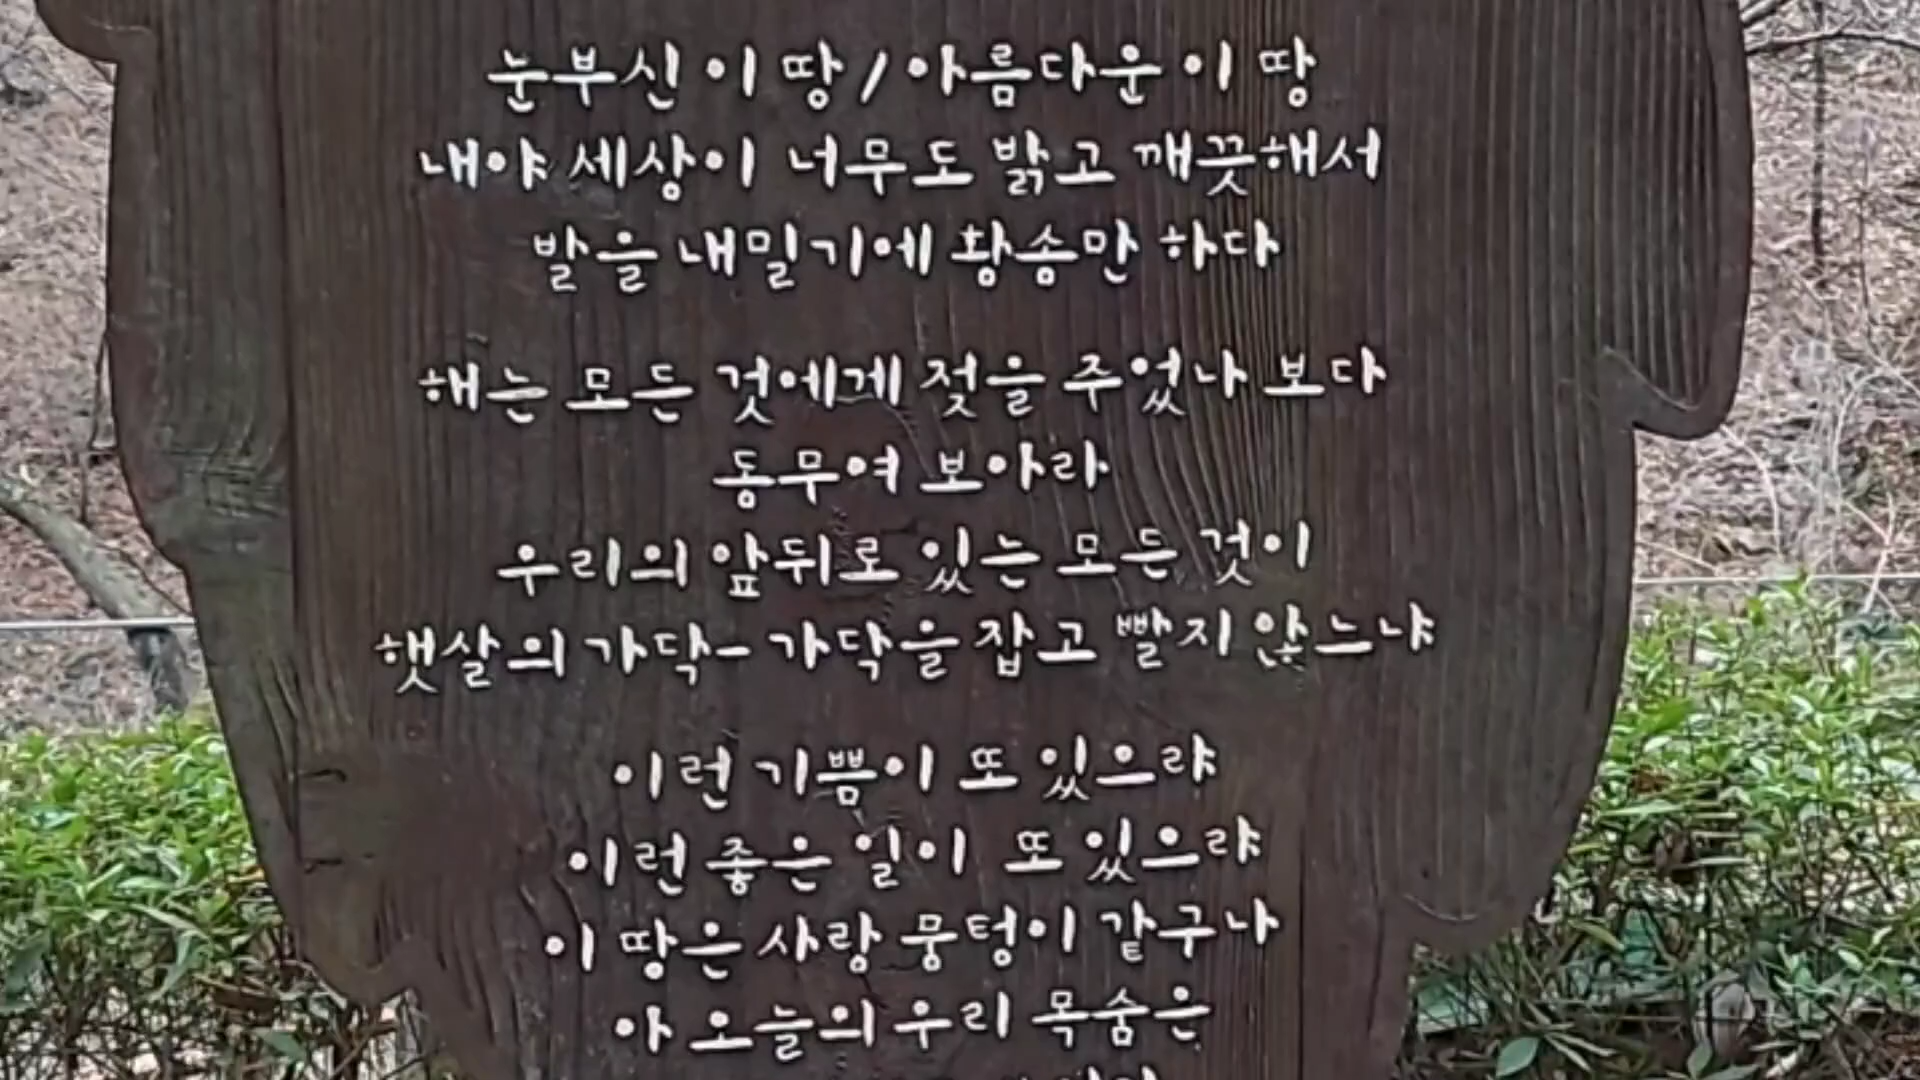 눈부신 이 땅/아름다운 이 땅
내야 세상이 너무도 밝고 깨끗해서
발을 내밀기에 황송만 하다
해는 모든 것에게 젖을 주었나 보다
동무여 보아라
우리의 앞뒤로 있는 모든 것이
햇살의 가닥-가닥을 잡고 빨지 않느냐
이런 기쁨이 또 있으랴
이런 좋은 일이 또 있으랴
이 땅은 사랑 뭉텅이 같구나
아 오늘의 우리 목숨은